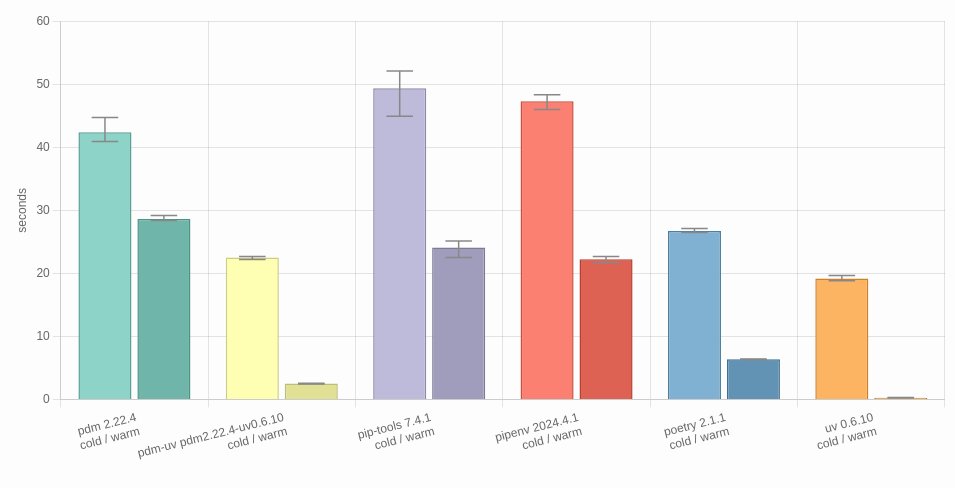 60
50
40
30
20
10
0
seconds
pdm 2.22.4
cold / warm
pdm-uv pdm2.22.4-uv0.6.10
cold / warm
pip-tools 7.4.1
cold / warm
pipenv 2024.4.1
cold / warm
poetry 2.1.1
cold / warm
uv 0.6.10
cold / warm